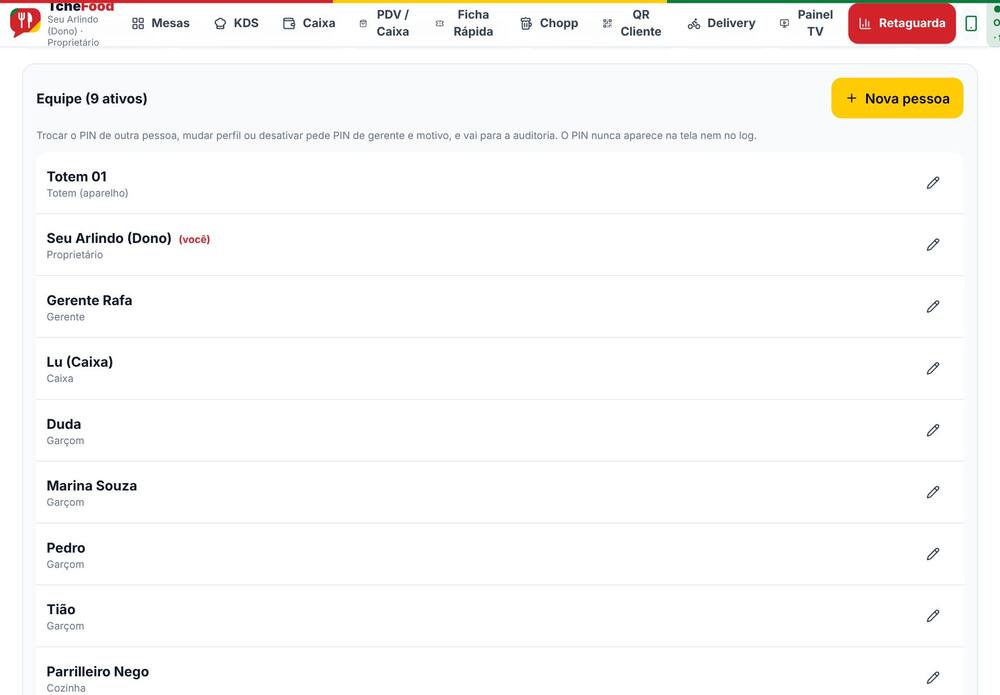 TcheFood
Seu Arlindo
(Dono) ·
Proprietário
Mesas
KDS
Caixa
PDV /
Caixa
Ficha
Rápida
Chopp
QR
Cliente
Delivery
Painel
TV
Retaguarda
Equipe (9 ativos)
+ Nova pessoa
Trocar o PIN de outra pessoa, mudar perfil ou desativar pede PIN de gerente e motivo, e vai para a auditoria. O PIN nunca aparece na tela nem no log.
Totem 01
Totem (aparelho)
Seu Arlindo (Dono) (você)
Proprietário
Gerente Rafa
Gerente
Lu (Caixa)
Caixa
Duda
Garçom
Marina Souza
Garçom
Pedro
Garçom
Tião
Garçom
Parrilleiro Nego
Cozinha